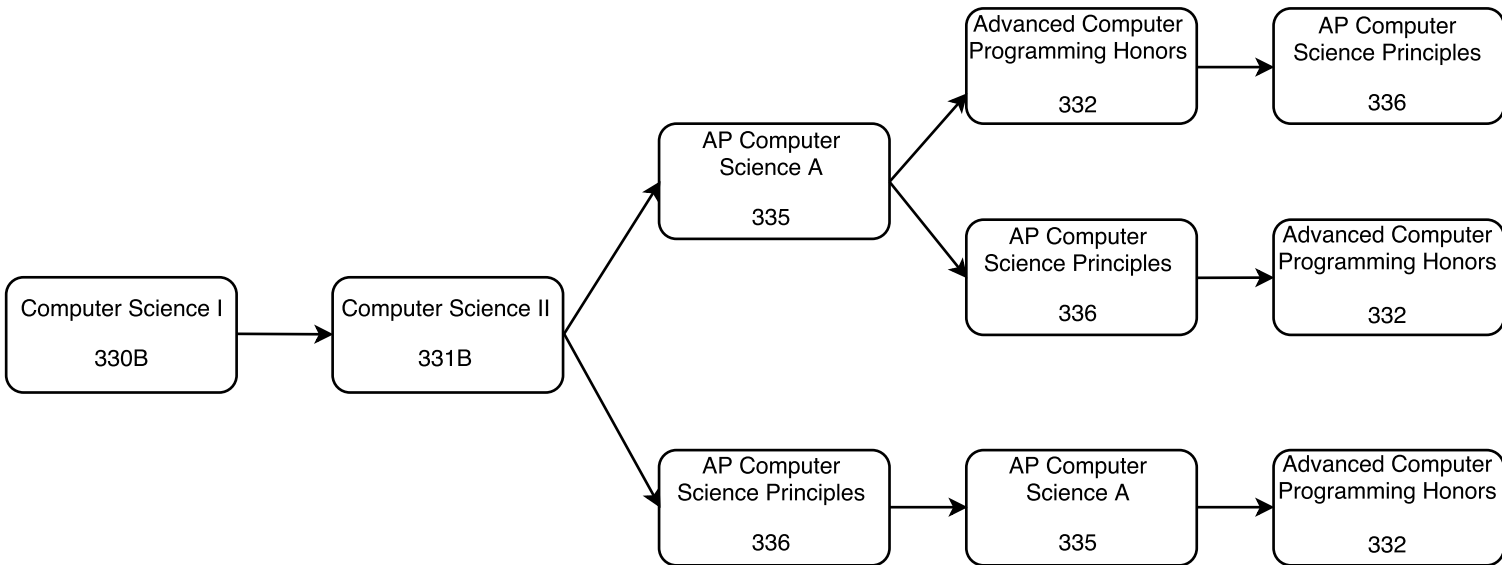 Computer Science I
330B
Computer Science II
331B
AP Computer
Science A
335
AP Computer
Science Principles
336
Advanced Computer
Programming Honors
332
AP Computer
Science Principles
336
AP Computer
Science Principles
336
Advanced Computer
Programming Honors
332
AP Computer
Science A
335
Advanced Computer
Programming Honors
332